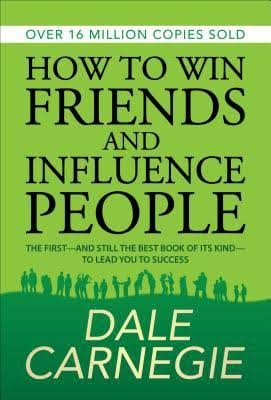 OVER 16 MILLION COPIES SOLD
HOW TO WIN
FRIENDS
AND
INFLUENCE
PEOPLE
THE FIRST—AND STILL THE BEST BOOK OF ITS KIND—
TO LEAD YOU TO SUCCESS
DALE
CARNEGIE